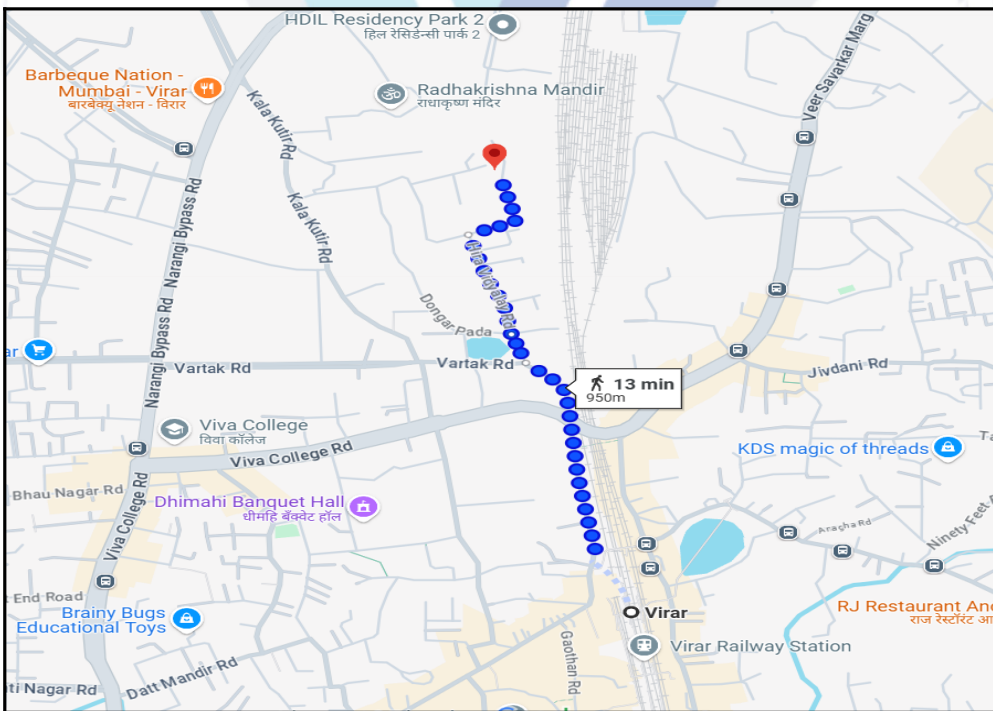 HDIL Residency Park 2
हिल रेसिडेन्सी पार्क 2
Barbeque Nation -
Mumbai - Virar
बारबेक्यु नेशन - विरार
Radhakrishna Mandir
राधाकृष्ण मंदिर
Veer Savarkar Marg
Kala Kutir Rd
Kala Kutir Rd
Narangi Bypass Rd
Narangi Bypass Rd
Hira Vidyalay Rd
Dongar Pada
ar
Vartak Rd
Vartak Rd
Jivdani Rd
13 min
950m
Viva College
विवा कॉलेज
Viva College Rd
KDS magic of threads
Bhau Nagar Rd
Dhimahi Banquet Hall
धीमहि बँक्वेट हॉल
Viva College Rd
Ninety Feet
t End Road
Brainy Bugs
Educational Toys
Virar
RJ Restaurant And
राज रेस्टॉरंट आ
Virar Railway Station
Gaothan Rd
Datt Mandir Rd
ti Nagar Rd